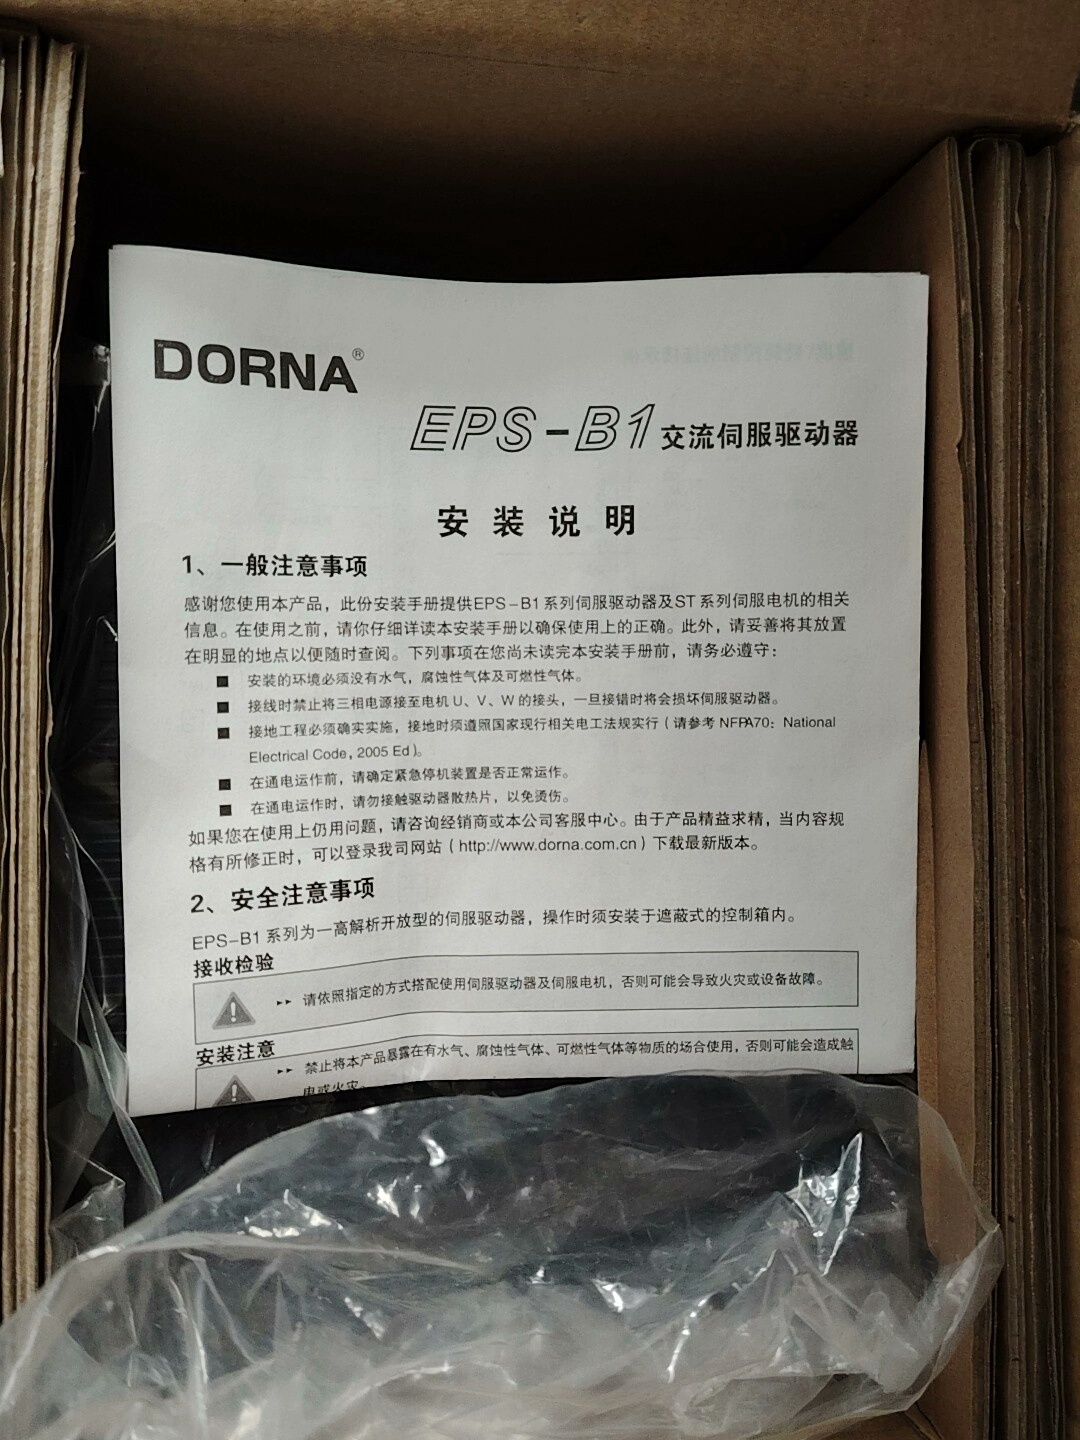 DORNA®
EPS-B1 交流伺服驱动器
安装说明
1、一般注意事项
感谢您使用本产品，此份安装手册提供EPS-B1系列伺服驱动器及ST系列伺服电机的相关
信息。在使用之前，请你仔细详读本安装手册以确保使用上的正确。此外，请妥善将其放置
在明显的地点以便随时查阅。下列事项在您尚未读完本安装手册前，请务必遵守：
■ 安装的环境必须没有水气，腐蚀性气体及可燃性气体。
■ 接线时禁止将三相电源接至电机U、V、W的接头，一旦接错时将会损坏伺服驱动器。
■ 接地工程必须确实实施，接地时须遵照国家现行相关电工法规实行（请参考NFPA70：National
Electrical Code, 2005 Ed）。
■ 在通电运作前，请确定紧急停机装置是否正常运作。
■ 在通电运作时，请勿接触驱动器散热片，以免烫伤。
如果您在使用上仍用问题，请咨询经销商或本公司客服中心。由于产品精益求精，当内容规
格有所修正时，可以登录我司网站（http://www.dorna.com.cn）下载最新版本。
2、安全注意事项
EPS-B1系列为一高解析开放型的伺服驱动器，操作时须安装于遮蔽式的控制箱内。
接收检验
▸▸ 请依照指定的方式搭配使用伺服驱动器及伺服电机，否则可能会导致火灾或设备故障。
安装注意
▸▸ 禁止将本产品暴露在有水气、腐蚀性气体、可燃性气体等物质的场合使用，否则可能会造成触
电或火灾。